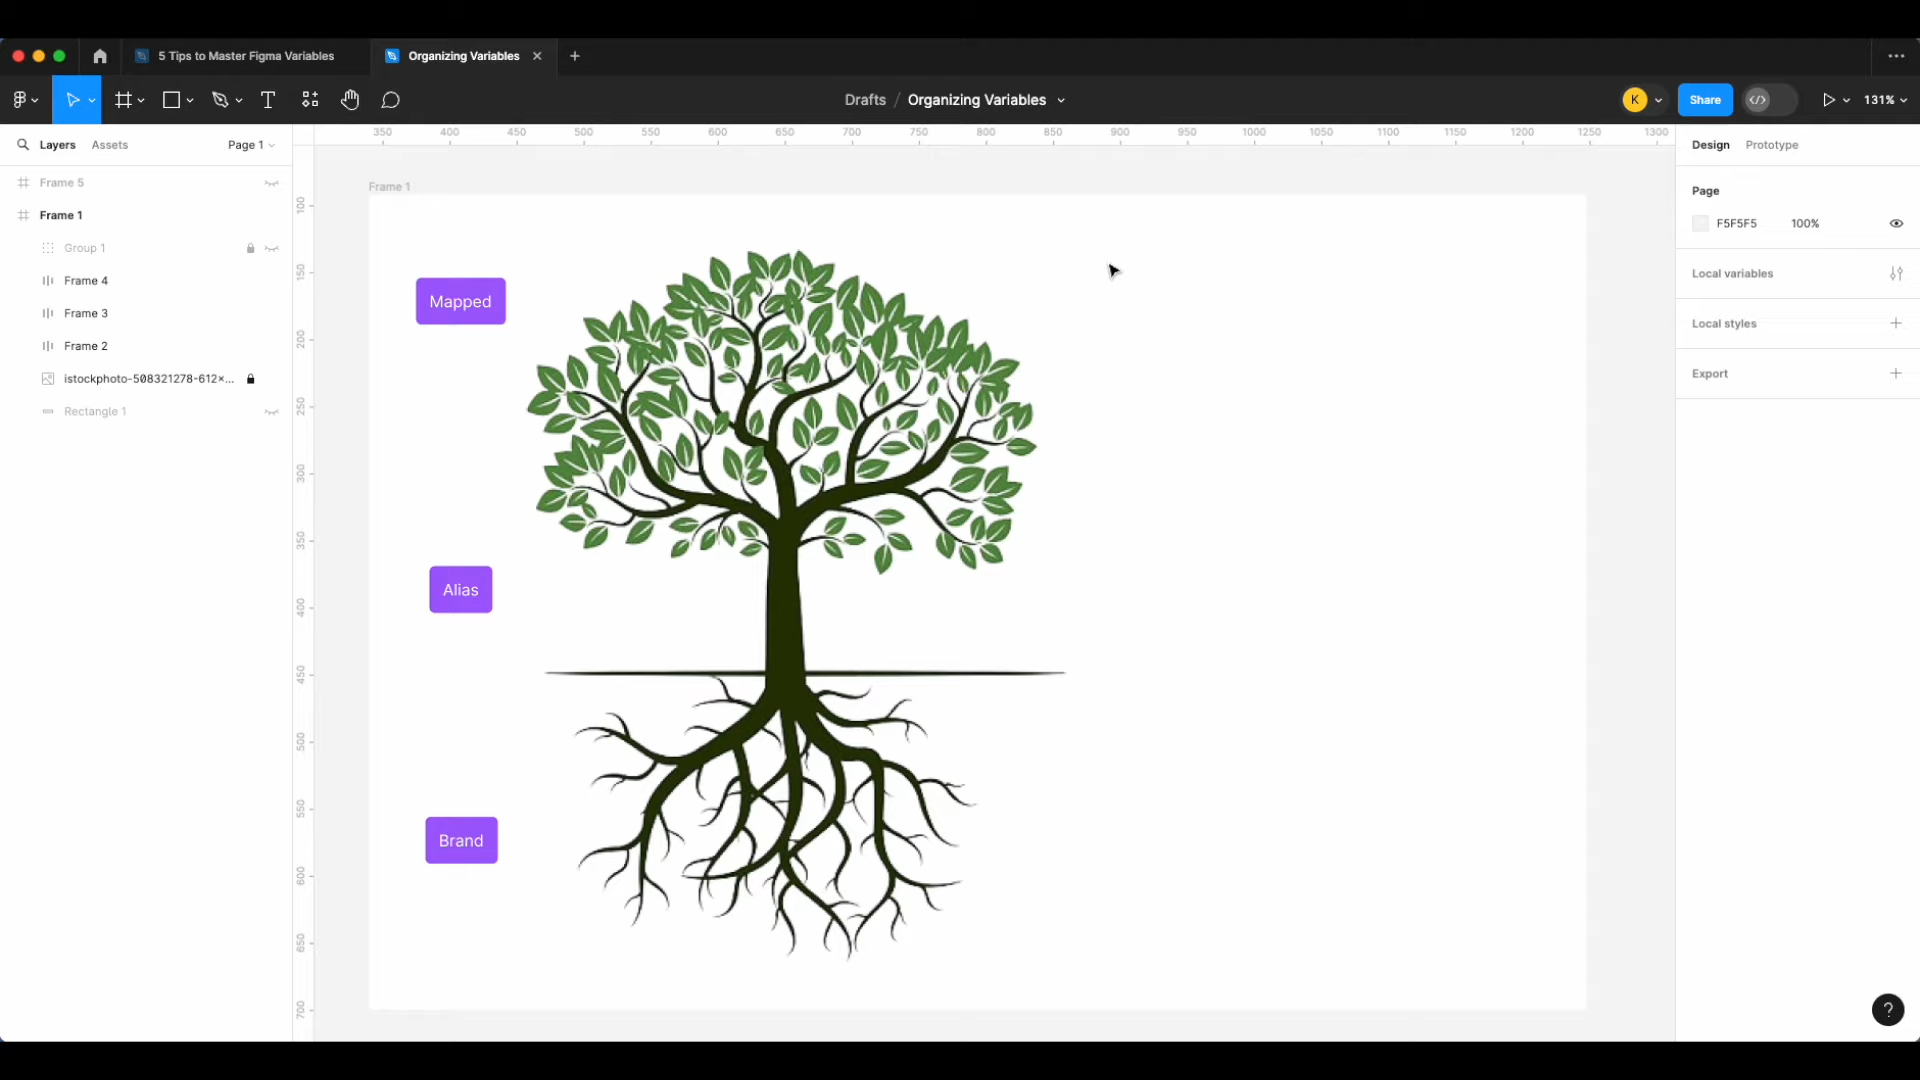 5 Tips to Master Figma Variables
Organizing Variables
Drafts / Organizing Variables
K
Share
131%
Layers
Assets
Page 1
350 400 450 500 550 600 650 700 750 800 850 900 950 1000 1050 1100 1150 1200 1250 1300
Design
Prototype
Frame 5
Frame 1
Group 1
Frame 4
Frame 3
Frame 2
istockphoto-508321278-612×...
Rectangle 1
100
150
200
250
300
350
400
450
500
550
600
650
700
Frame 1
Mapped
Alias
Brand
Page
F5F5F5 100%
Local variables
Local styles
Export
?